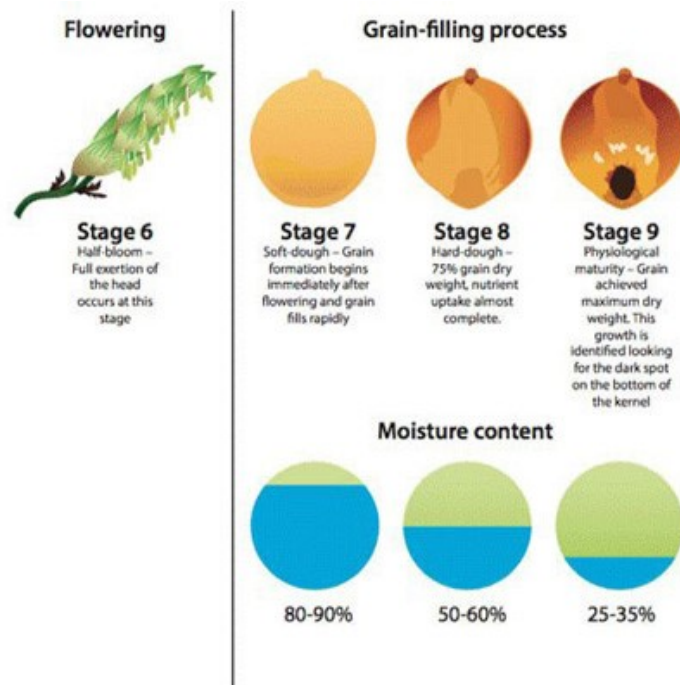 Flowering
Stage 6
Half-bloom –
Full exertion of
the head
occurs at this
stage
Grain-filling process
Stage 7
Soft-dough – Grain
formation begins
immediately after
flowering and grain
fills rapidly
Stage 8
Hard-dough –
75% grain dry
weight, nutrient
uptake almost
complete.
Stage 9
Physiological
maturity – Grain
achieved
maximum dry
weight. This
growth is
identified looking
for the dark spot
on the bottom of
the kernel
Moisture content
80-90%
50-60%
25-35%